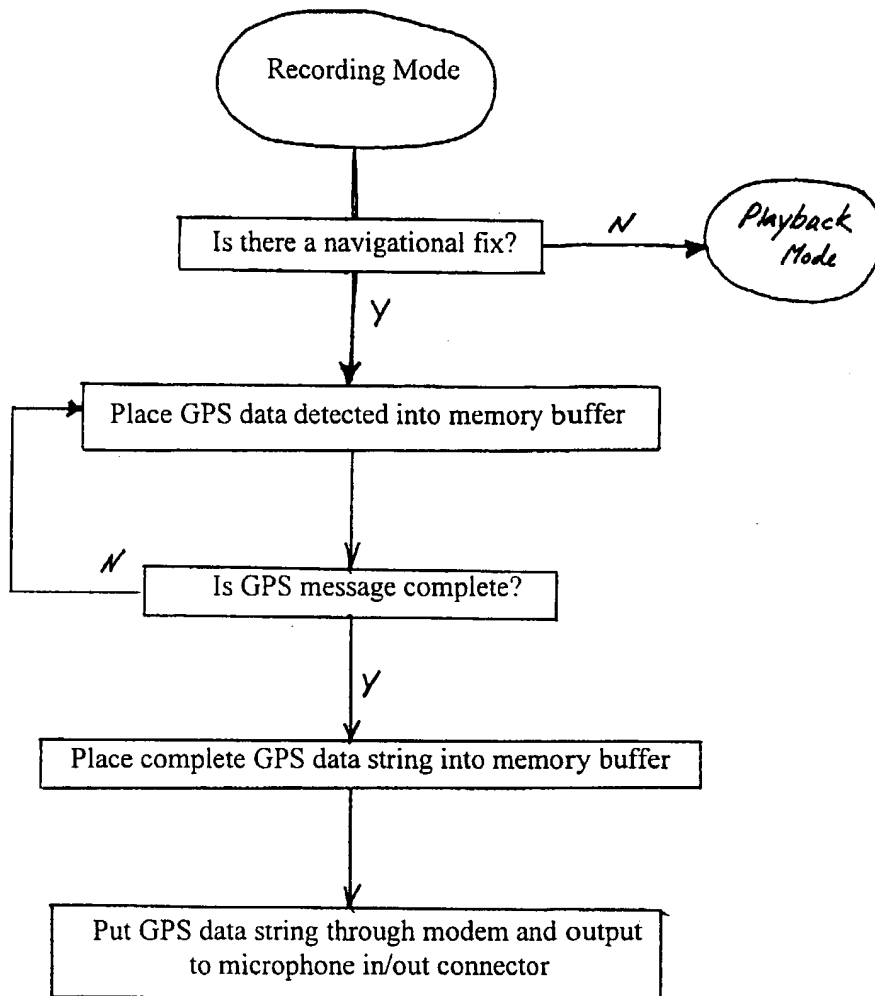 Recording Mode
Is there a navigational fix?
N
Playback
Mode
Y
Place GPS data detected into memory buffer
N
Is GPS message complete?
Y
Place complete GPS data string into memory buffer
Put GPS data string through modem and output
to microphone in/out connector